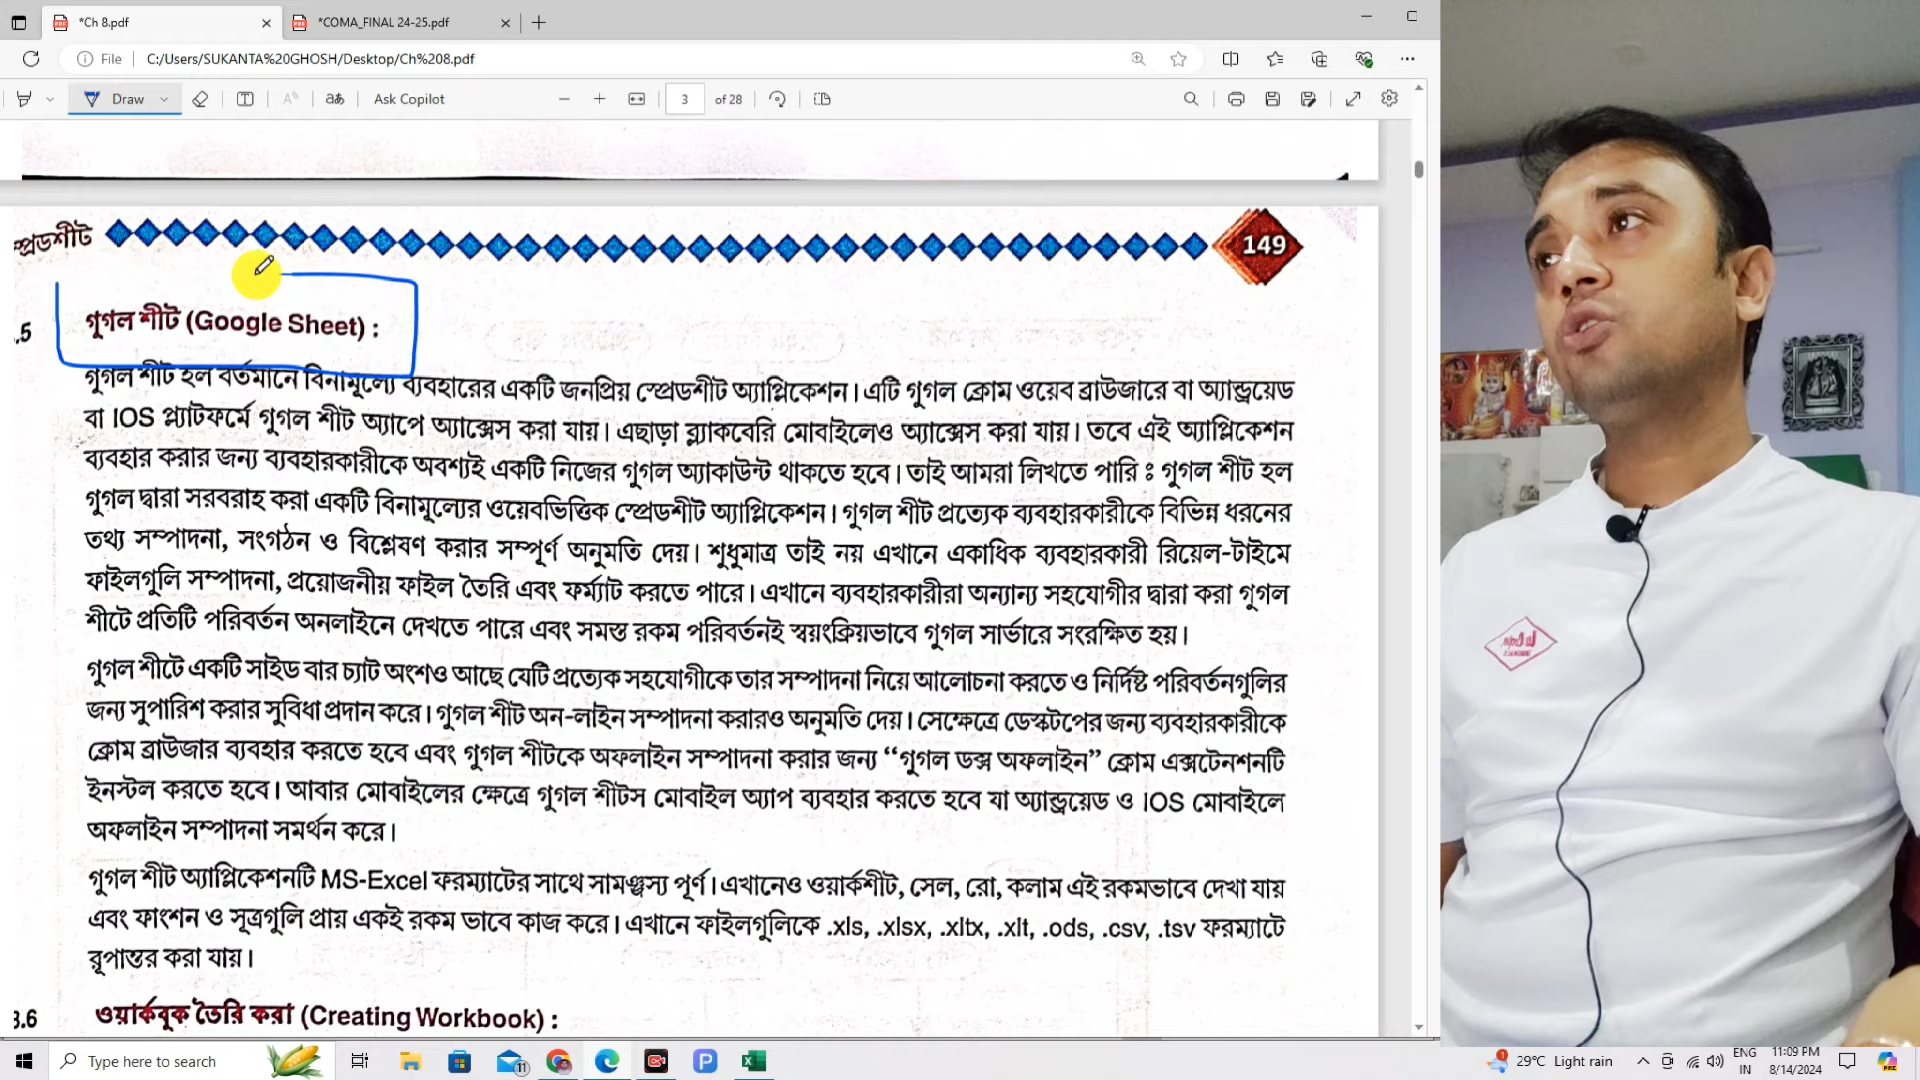 *Ch 8.pdf
*COMA_FINAL 24-25.pdf
File
C:/Users/SUKANTA%20GHOSH/Desktop/Ch%208.pdf
Draw
Ask Copilot
3 of 28
স্প্রেডশীট
149
.5 গুগল শীট (Google Sheet) :
গুগল শীট হল বর্তমানে বিনামূল্যে ব্যবহারের একটি জনপ্রিয় স্প্রেডশীট অ্যাপ্লিকেশন। এটি গুগল ক্রোম ওয়েব ব্রাউজারে বা অ্যান্ড্রয়েড
বা IOS প্ল্যাটফর্মে গুগল শীট অ্যাপে অ্যাক্সেস করা যায়। এছাড়া ব্ল্যাকবেরি মোবাইলেও অ্যাক্সেস করা যায়। তবে এই অ্যাপ্লিকেশন
ব্যবহার করার জন্য ব্যবহারকারীকে অবশ্যই একটি নিজের গুগল অ্যাকাউন্ট থাকতে হবে। তাই আমরা লিখতে পারি ঃ গুগল শীট হল
গুগল দ্বারা সরবরাহ করা একটি বিনামূল্যের ওয়েবভিত্তিক স্প্রেডশীট অ্যাপ্লিকেশন। গুগল শীট প্রত্যেক ব্যবহারকারীকে বিভিন্ন ধরনের
তথ্য সম্পাদনা, সংগঠন ও বিশ্লেষণ করার সম্পূর্ণ অনুমতি দেয়। শুধুমাত্র তাই নয় এখানে একাধিক ব্যবহারকারী রিয়েল-টাইমে
ফাইলগুলি সম্পাদনা, প্রয়োজনীয় ফাইল তৈরি এবং ফর্ম্যাট করতে পারে। এখানে ব্যবহারকারীরা অন্যান্য সহযোগীর দ্বারা করা গুগল
শীটে প্রতিটি পরিবর্তন অনলাইনে দেখতে পারে এবং সমস্ত রকম পরিবর্তনই স্বয়ংক্রিয়ভাবে গুগল সার্ভারে সংরক্ষিত হয়।
গুগল শীটে একটি সাইড বার চ্যাট অংশও আছে যেটি প্রত্যেক সহযোগীকে তার সম্পাদনা নিয়ে আলোচনা করতে ও নির্দিষ্ট পরিবর্তনগুলির
জন্য সুপারিশ করার সুবিধা প্রদান করে। গুগল শীট অন-লাইন সম্পাদনা করারও অনুমতি দেয়। সেক্ষেত্রে ডেস্কটপের জন্য ব্যবহারকারীকে
ক্রোম ব্রাউজার ব্যবহার করতে হবে এবং গুগল শীটকে অফলাইন সম্পাদনা করার জন্য “গুগল ডক্স অফলাইন” ক্রোম এক্সটেনশনটি
ইনস্টল করতে হবে। আবার মোবাইলের ক্ষেত্রে গুগল শীটস মোবাইল অ্যাপ ব্যবহার করতে হবে যা অ্যান্ড্রয়েড ও IOS মোবাইলে
অফলাইন সম্পাদনা সমর্থন করে।
গুগল শীট অ্যাপ্লিকেশনটি MS-Excel ফরম্যাটের সাথে সামঞ্জস্য পূর্ণ। এখানেও ওয়ার্কশীট, সেল, রো, কলাম এই রকমভাবে দেখা যায়
এবং ফাংশন ও সূত্রগুলি প্রায় একই রকম ভাবে কাজ করে। এখানে ফাইলগুলিকে .xls, .xlsx, .xltx, .xlt, .ods, .csv, .tsv ফরম্যাটে
রূপান্তর করা যায়।
3.6 ওয়ার্কবুক তৈরি করা (Creating Workbook) :
Type here to search
11
1
29°C Light rain
ENG
IN
11:09 PM
8/14/2024